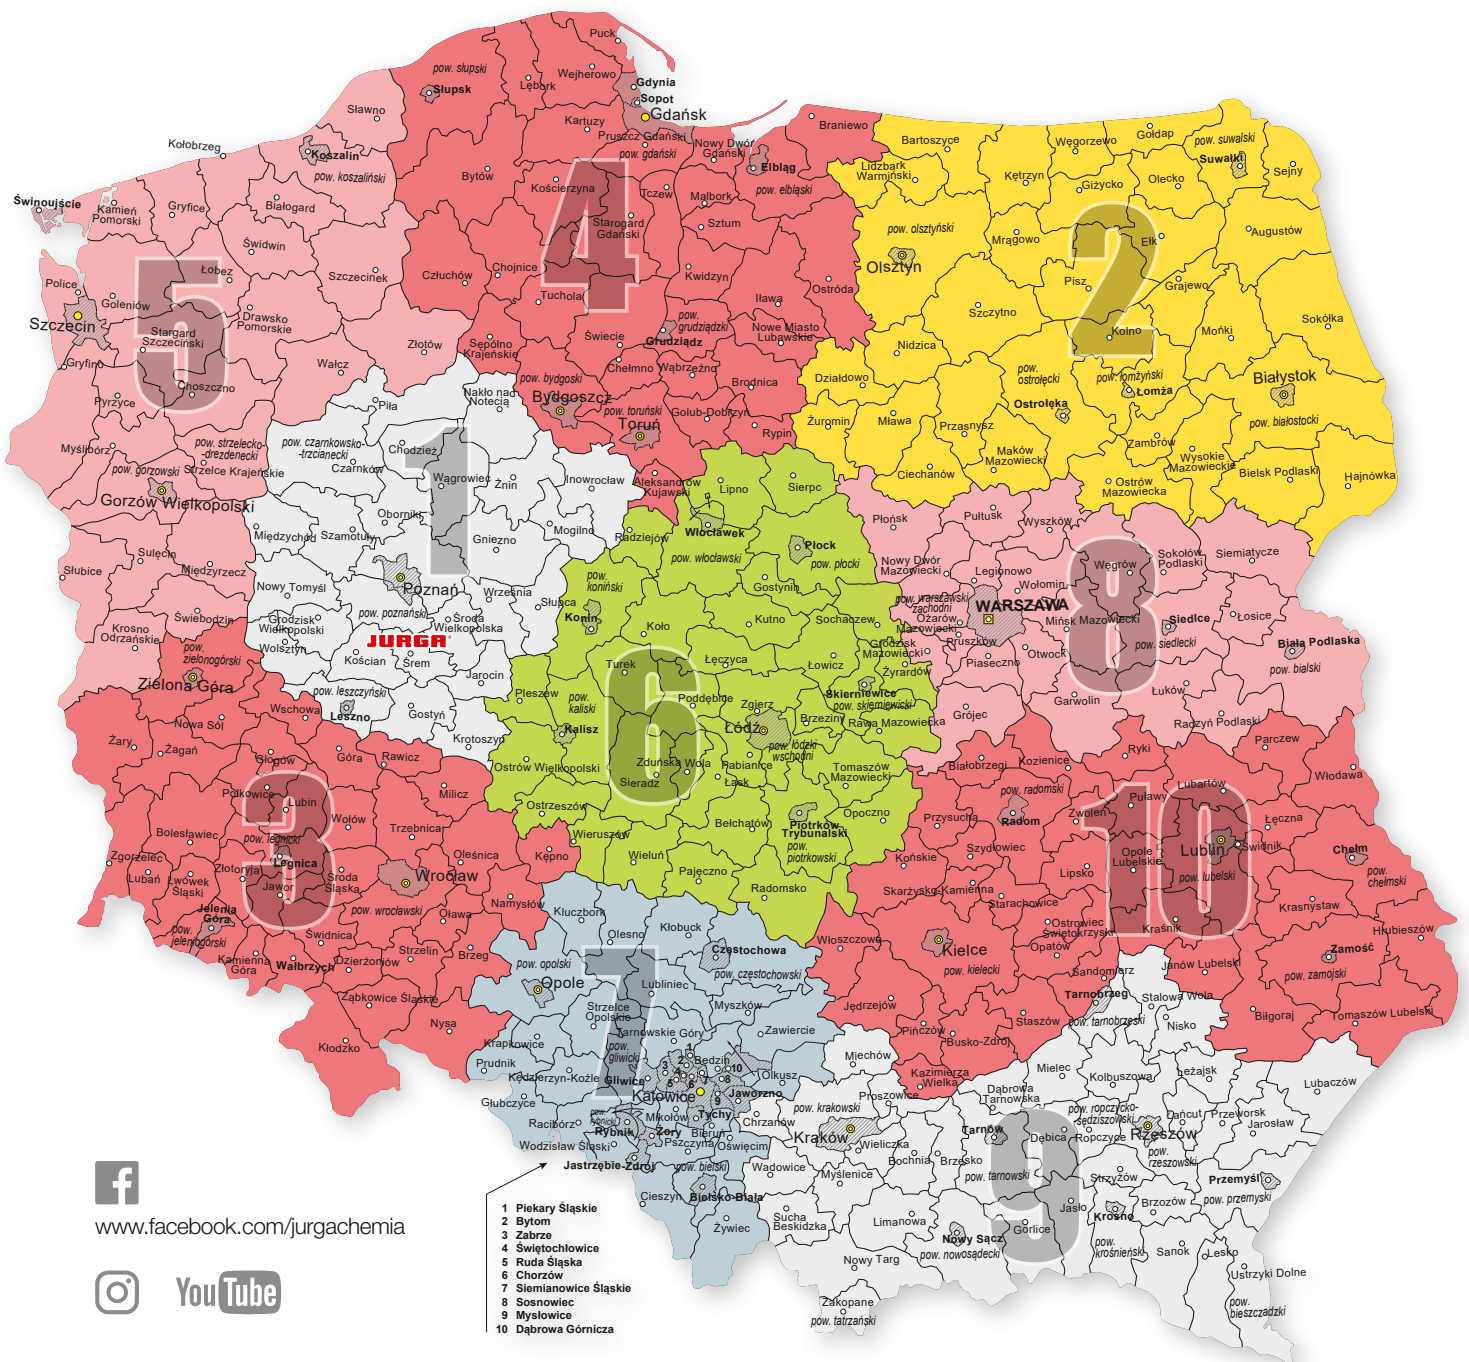 Puck
pow. słupski
Wejherowo
Słupsk
Lębork
Gdynia
Sopot
Gdańsk
Sławno
Kartuzy
Pruszcz Gdański
Braniewo
Kołobrzeg
Koszalin
pow. koszaliński
pow. gdański
Nowy Dwór
Gdański
Elbląg
pow. elbląski
Bytów
Kościerzyna
Tczew
Malbork
Sztum
Starogard
Gdański
4
Bartoszyce
Węgorzewo
Gołdap
pow. suwalski
Suwałki
Sejny
Lidzbark
Warmiński
Kętrzyn
Giżycko
Olecko
Augustów
pow. olsztyński
Olsztyn
Mrągowo
Ełk
2
Pisz
Grajewo
Szczytno
Kolno
Mońki
Sokółka
Nidzica
Świnoujście
Kamień
Pomorski
Gryfice
Białogard
Świdwin
Police
Łobez
Szczecinek
Goleniów
Szczecin
5
Drawsko
Pomorskie
Stargard
Szczeciński
Gryfino
Wałcz
Złotów
Choszczno
Pyrzyce
Człuchów
Chojnice
Tuchola
Kwidzyn
Iława
Ostróda
pow.
grudziądzki
Grudziądz
Nowe Miasto
Lubawskie
Świecie
Sępolno
Krajeńskie
Chełmno
Wąbrzeźno
Brodnica
pow. bydgoski
Bydgoszcz
pow. toruński
Toruń
Golub-Dobrzyń
Rypin
Działdowo
Żuromin
Mława
Przasnysz
pow.
ostrołęcki
Ostrołęka
pow. łomżyński
Łomża
Białystok
pow. białostocki
Zambrów
Wysokie
Mazowieckie
Bielsk Podlaski
Hajnówka
Maków
Mazowiecki
Ciechanów
Ostrów
Mazowiecka
Myślibórz
pow. strzelecko-
-drezdenecki
pow. gorzowski
Strzelce Krajeńskie
Gorzów Wielkopolski
Sulęcin
Słubice
Międzyrzecz
Świebodzin
Krosno
Odrzańskie
Piła
Nakło nad
Notecią
pow. czarnkowsko
-trzcianecki
Chodzież
Czarnków
Wągrowiec
Żnin
Inowrocław
1
Oborniki
Międzychód
Szamotuły
Gniezno
Mogilno
Nowy Tomyśl
Poznań
pow. poznański
Września
Słupca
Grodzisk
Wielkopolski
Środa
Wielkopolska
JURGA
Wolsztyn
Kościan
Śrem
Jarocin
pow. leszczyński
Leszno
Gostyń
Krotoszyn
Aleksandrów
Kujawski
Lipno
Sierpc
Radziejów
Włocławek
pow. włocławski
Płock
pow. płocki
pow.
koniński
Konin
Gostynin
Koło
Kutno
Sochaczew
Turek
Łęczyca
Łowicz
Grodzisk
Mazowiecki
Żyrardów
6
Pleszew
pow.
kaliski
Kalisz
Poddębice
Zgierz
Łódź
Brzeziny
Skierniewice
pow. skierniewicki
Rawa Mazowiecka
pow. łódzki
wschodni
Ostrów Wielkopolski
Zduńska Wola
Pabianice
Tomaszów
Mazowiecki
Sieradz
Łask
Ostrzeszów
Bełchatów
Piotrków
Trybunalski
pow.
piotrkowski
Opoczno
Wieruszów
Wieluń
Pajęczno
Radomsko
Kępno
Płońsk
Pułtusk
Wyszków
Węgrów
Sokołów
Podlaski
Siemiatycze
Nowy Dwór
Mazowiecki
Legionowo
Wołomin
pow. warszawski
zachodni
WARSZAWA
Ożarów
Mazowiecki
Mińsk Mazowiecki
Siedlce
pow. siedlecki
Łosice
Biała Podlaska
pow. bialski
Pruszków
Piaseczno
Otwock
8
Garwolin
Łuków
Radzyń Podlaski
Grójec
pow.
zielonogórski
Zielona Góra
Nowa Sól
Wschowa
Żary
Żagań
Głogów
Góra
Rawicz
Polkowice
Lubin
Wołów
Milicz
Trzebnica
3
Bolesławiec
pow. legnicki
Legnica
Zgorzelec
Złotoryja
Lubań
Lwówek
Śląski
Jawor
Środa
Śląska
Wrocław
pow. wrocławski
Oleśnica
Namysłów
Oława
Jelenia
Góra
pow.
jeleniogórski
Świdnica
Kamienna
Góra
Wałbrzych
Dzierżoniów
Strzelin
Brzeg
Ząbkowice Śląskie
Nysa
Kłodzko
Białobrzegi
Kozienice
Ryki
Parczew
Włodawa
pow. radomski
Radom
Zwoleń
Puławy
Lubartów
Przysucha
Łęczna
10
Lublin
pow. lubelski
Świdnik
Chełm
pow.
chełmski
Końskie
Szydłowiec
Lipsko
Opole
Lubelskie
Skarżysko-Kamienna
Starachowice
Ostrowiec
Świętokrzyski
Krasnystaw
Kraśnik
Hrubieszów
Włoszczowa
Kielce
pow. kielecki
Opatów
Sandomierz
Janów Lubelski
Zamość
pow. zamojski
Jędrzejów
Staszów
Pińczów
Busko-Zdrój
Kazimierza
Wielka
Biłgoraj
Tomaszów Lubelski
Kluczbork
Olesno
Kłobuck
Częstochowa
pow. częstochowski
pow. opolski
Opole
Lubliniec
Myszków
7
Strzelce
Opolskie
Tarnowskie Góry
Zawiercie
Krapkowice
Prudnik
pow.
gliwicki
Gliwice
Kędzierzyn-Koźle
Będzin
1
2
3
4
5
6
7
8
9
10
Katowice
Olkusz
Jaworzno
Głubczyce
Racibórz
pow.
rybnicki
Rybnik
Mikołów
Tychy
Chrzanów
Żory
Bieruń
Oświęcim
Pszczyna
Wodzisław Śląski
Jastrzębie-Zdrój
pow. bielski
Cieszyn
Bielsko-Biała
Żywiec
Tarnobrzeg
pow. tarnobrzeski
Stalowa Wola
Nisko
Miechów
Proszowice
Dąbrowa
Tarnowska
Mielec
Kolbuszowa
Leżajsk
Lubaczów
pow. krakowski
Kraków
Wieliczka
Bochnia
Brzesko
Tarnów
pow. tarnowski
Dębica
pow. ropczycko-
sędziszowski
Ropczyce
Rzeszów
pow.
rzeszowski
Łańcut
Przeworsk
Jarosław
Wadowice
Myślenice
Strzyżów
Przemyśl
pow. przemyski
9
Sucha
Beskidzka
Limanowa
Nowy Sącz
pow. nowosądecki
Gorlice
Jasło
Krosno
pow.
krośnieński
Brzozów
Sanok
Lesko
Ustrzyki Dolne
pow.
bieszczadzki
Nowy Targ
Zakopane
pow. tatrzański
1 Piekary Śląskie
2 Bytom
3 Zabrze
4 Świętochłowice
5 Ruda Śląska
6 Chorzów
7 Siemianowice Śląskie
8 Sosnowiec
9 Mysłowice
10 Dąbrowa Górnicza
www.facebook.com/jurgachemia
YouTube